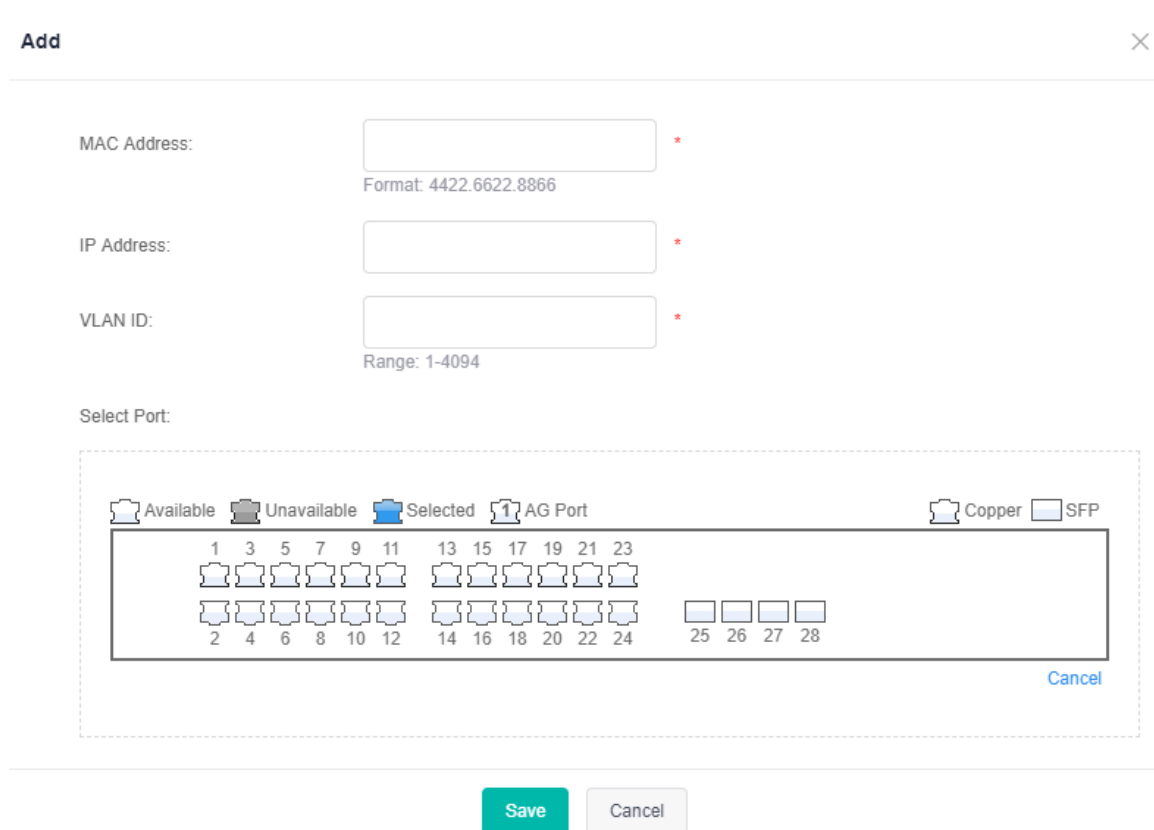 Add
MAC Address:
*
Format: 4422.6622.8866
IP Address:
*
VLAN ID:
*
Range: 1-4094
Select Port:
Available Unavailable Selected 1 AG Port Copper SFP
1 3 5 7 9 11 13 15 17 19 21 23
2 4 6 8 10 12 14 16 18 20 22 24 25 26 27 28
Cancel
Save Cancel